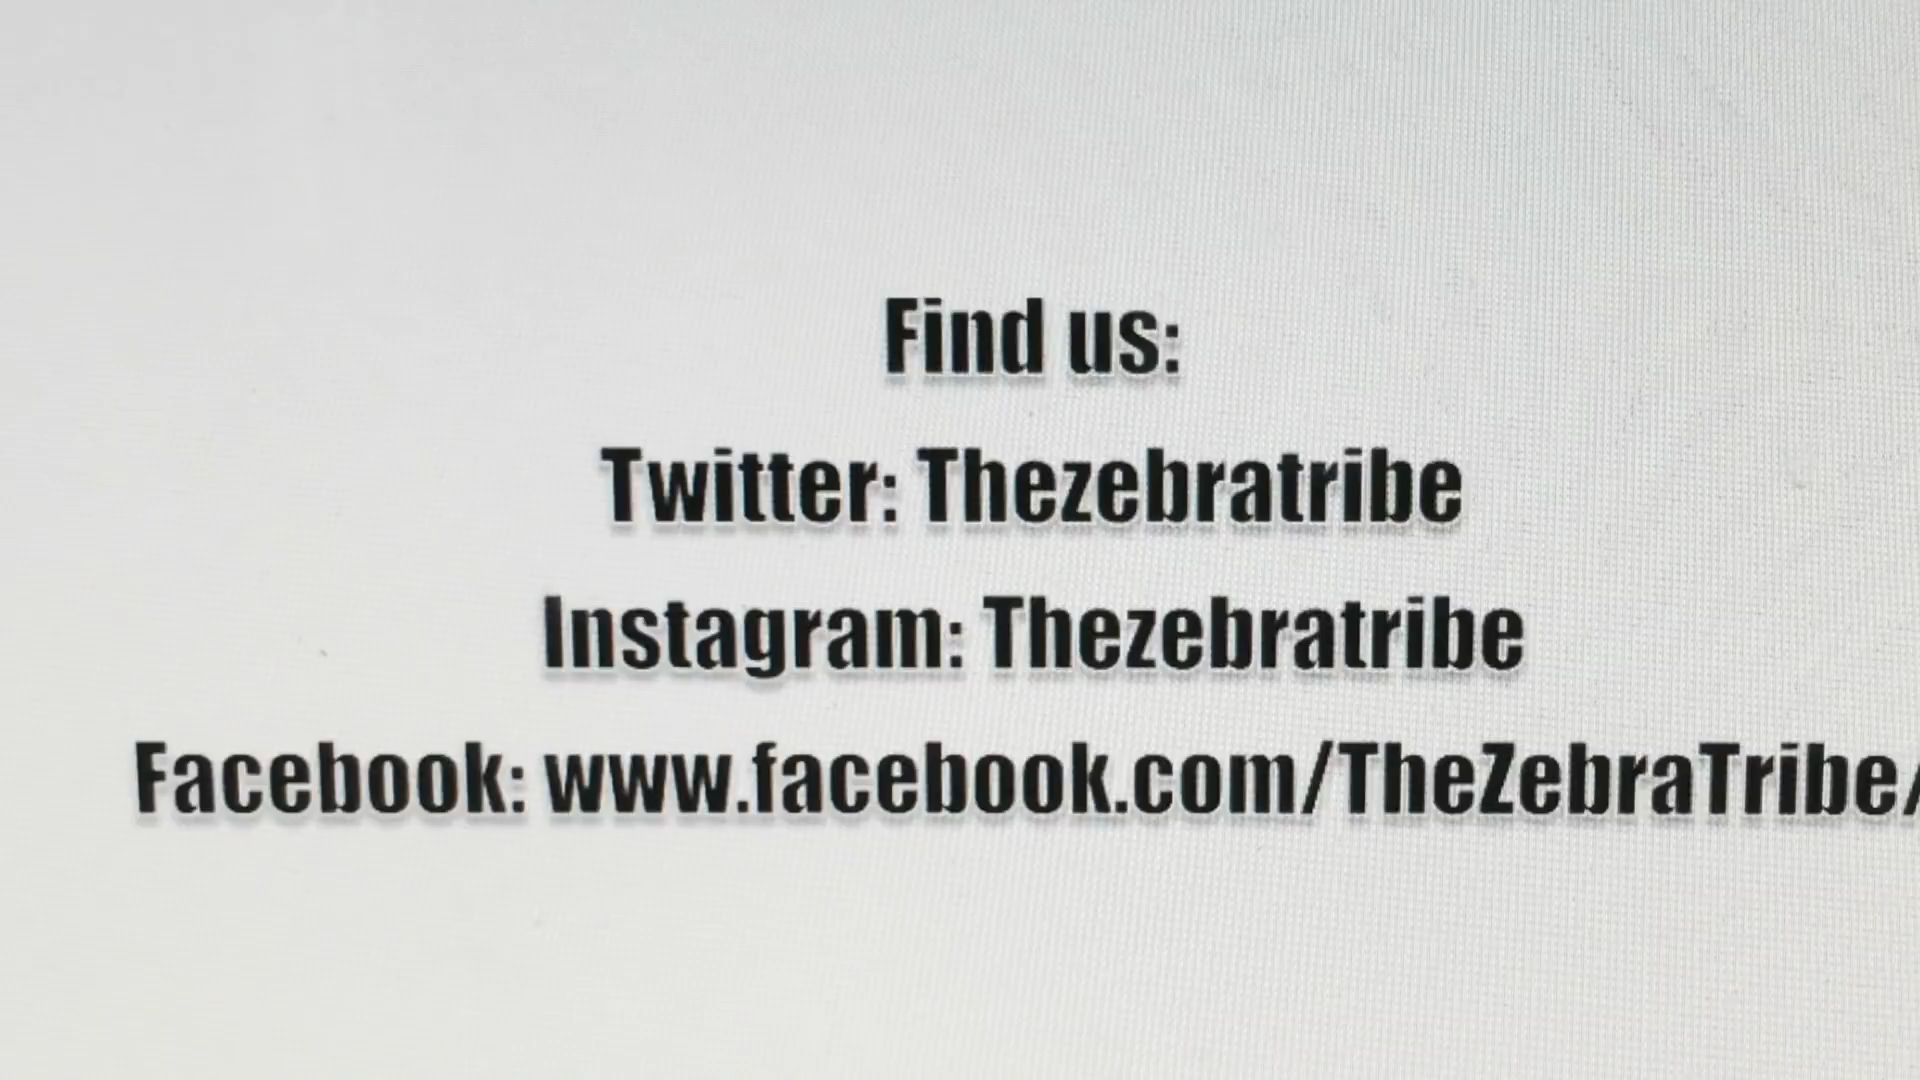 Find us:
Twitter: Thezebratribe
Instagram: Thezebratribe
Facebook: www.facebook.com/TheZebraTribe/